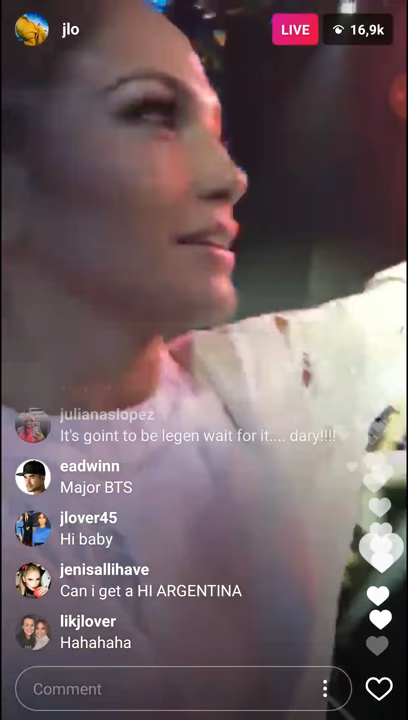 jlo
LIVE 16,9k
julianaslopez
It's goint to be legen wait for it.... dary!!!!
eadwinn
Major BTS
jlover45
Hi baby
jenisallihave
Can i get a HI ARGENTINA
likjlover
Hahahaha
Comment